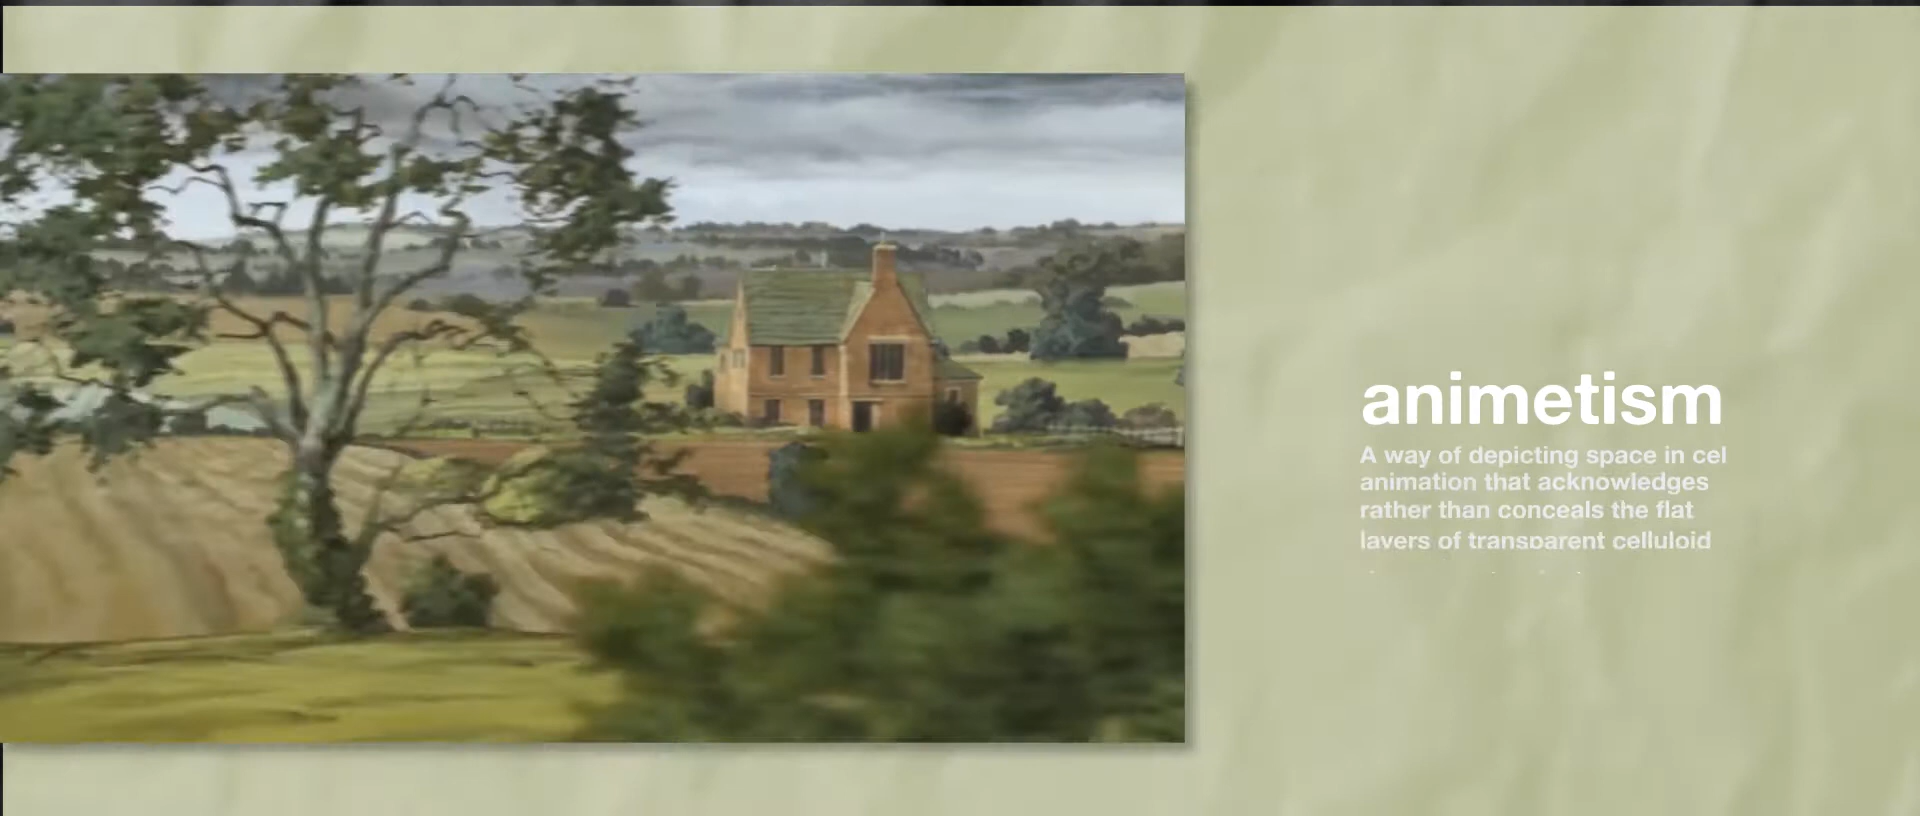 animetism
A way of depicting space in cel
animation that acknowledges
rather than conceals the flat
layers of transparent celluloid